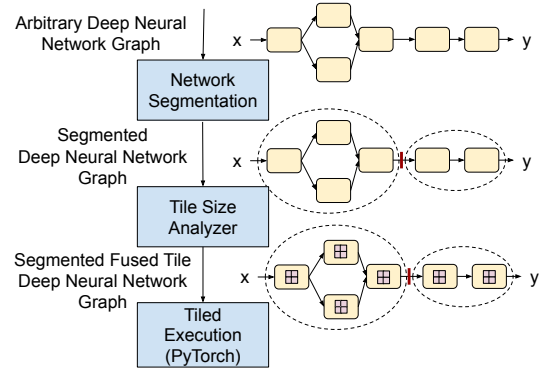 Arbitrary Deep Neural
Network Graph
x
y
Network
Segmentation
Segmented
Deep Neural Network
Graph
x
y
Tile Size
Analyzer
Segmented Fused Tile
Deep Neural Network
Graph
x
y
Tiled
Execution
(PyTorch)